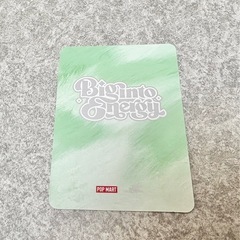 Big into
Energy
POP MART